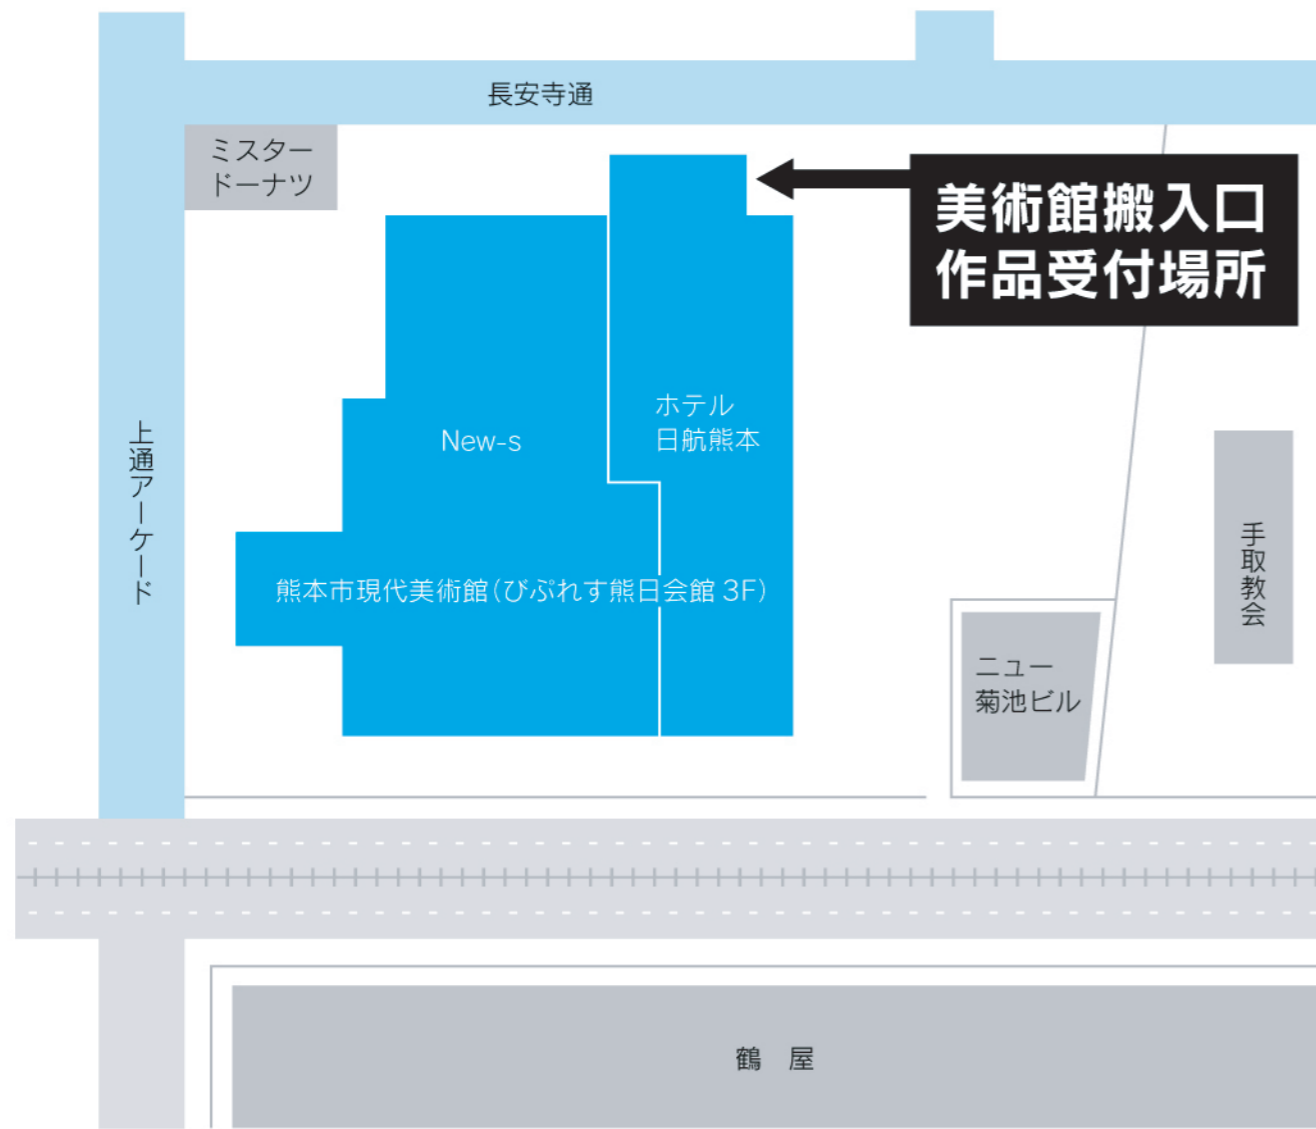 長安寺通
ミスター
ドーナツ
美術館搬入口
作品受付場所
上通アーケード
New-s
ホテル
日航熊本
熊本市現代美術館(びぷれす熊日会館 3F)
手取教会
ニュー
菊池ビル
鶴　屋